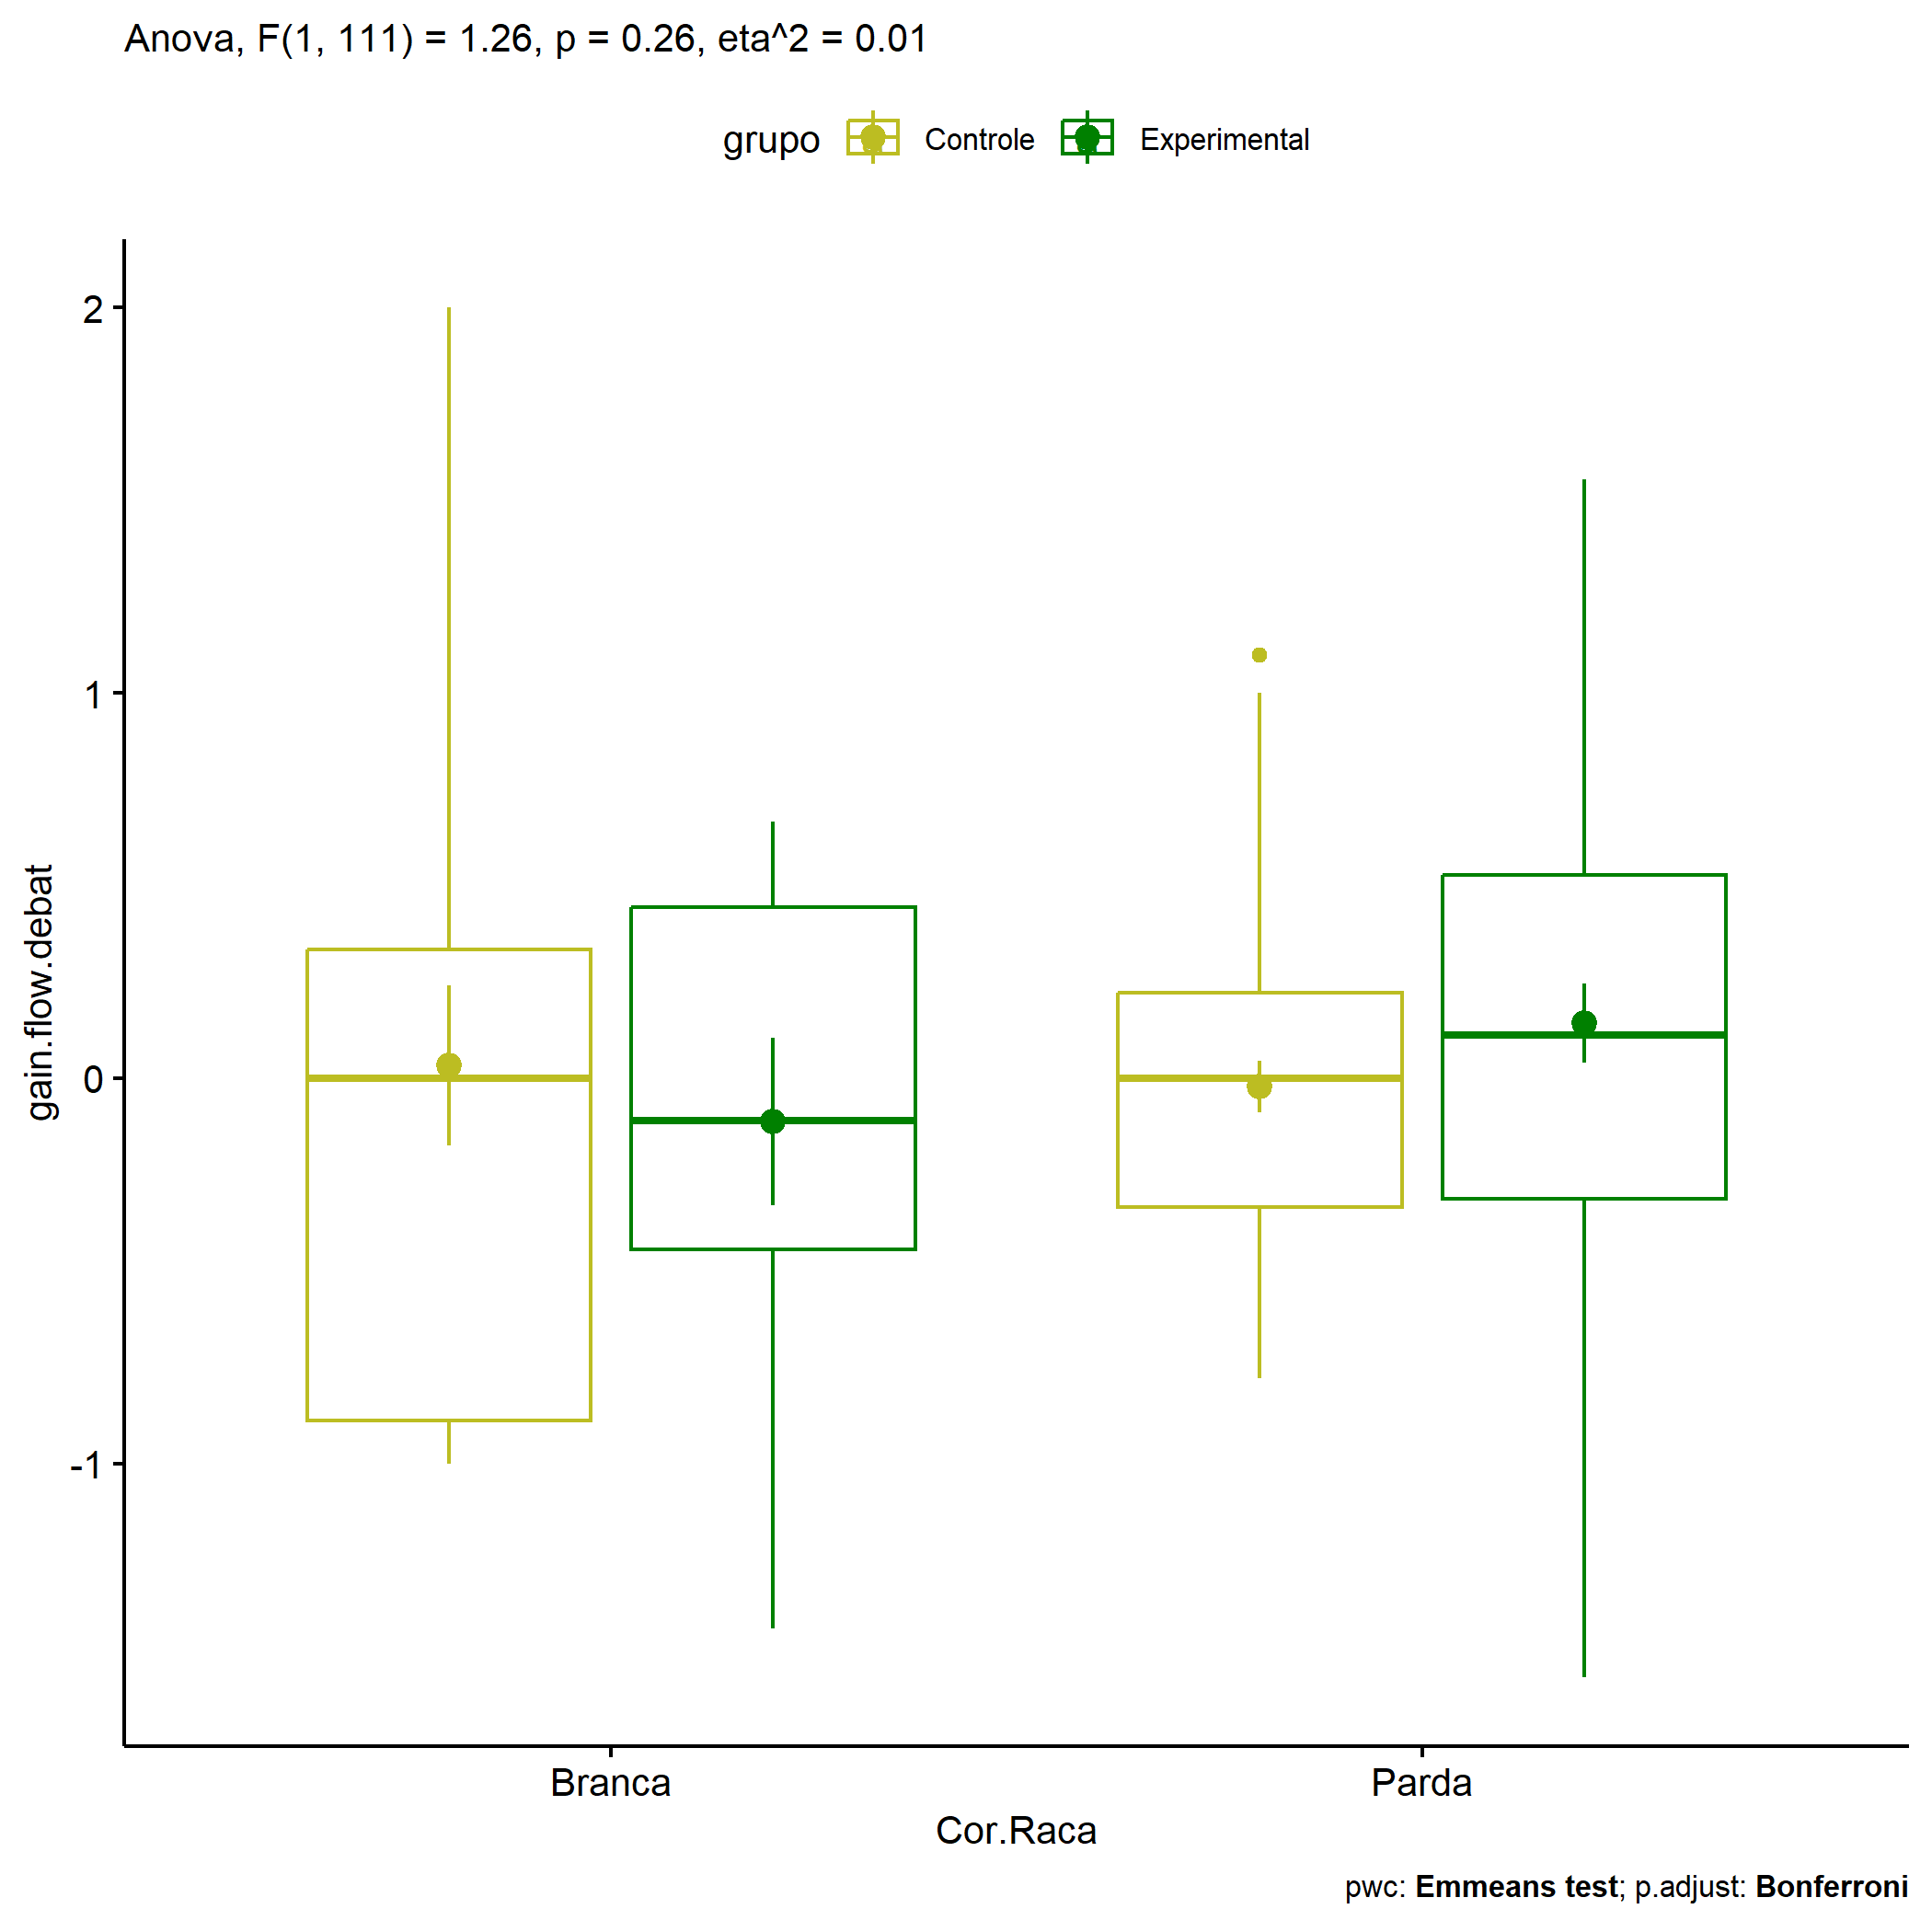 Anova, F(1, 111) = 1.26, p = 0.26, eta^2 = 0.01
grupo Controle Experimental
gain.flow.debat
2
1
0
-1
Branca Parda
Cor.Raca
pwc: Emmeans test; p.adjust: Bonferroni